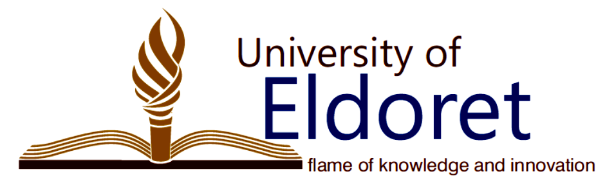 University of
Eldoret
flame of knowledge and innovation